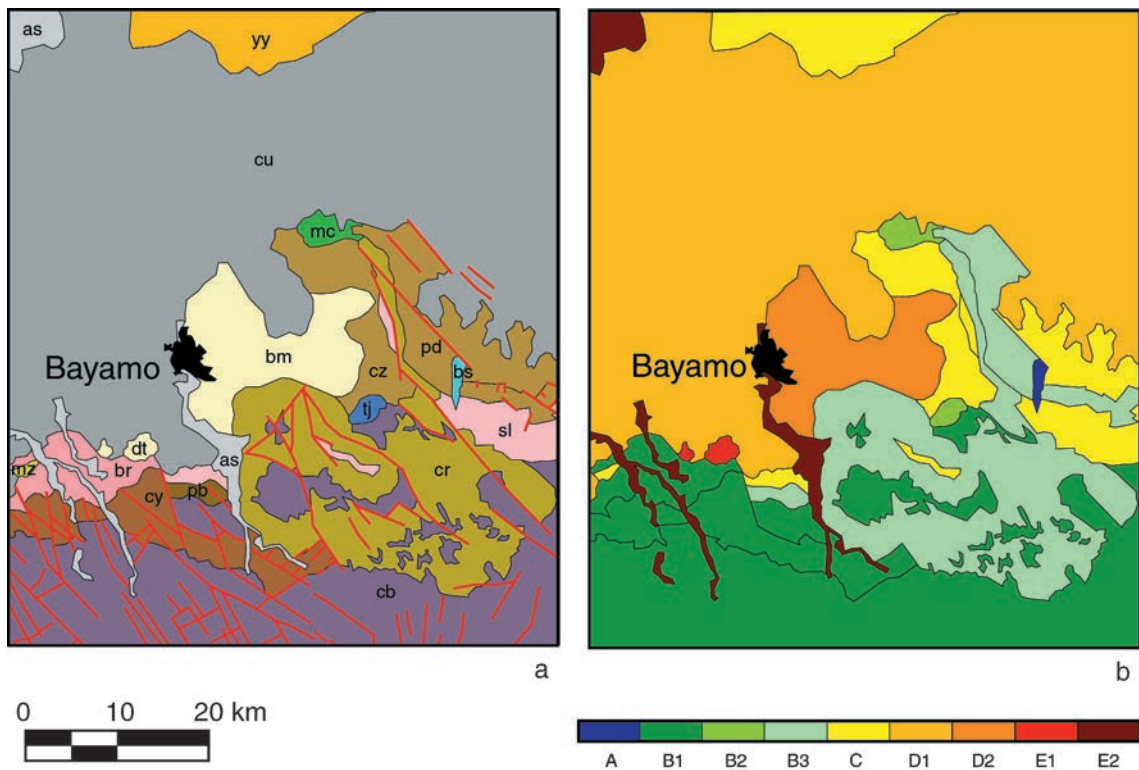 as
yy
cu
mc
pd
Bayamo
bm
cz
bs
tj
sl
dt
mz
br
as
cr
cy
pb
cb
a
Bayamo
b
0 10 20 km
A B1 B2 B3 C D1 D2 E1 E2